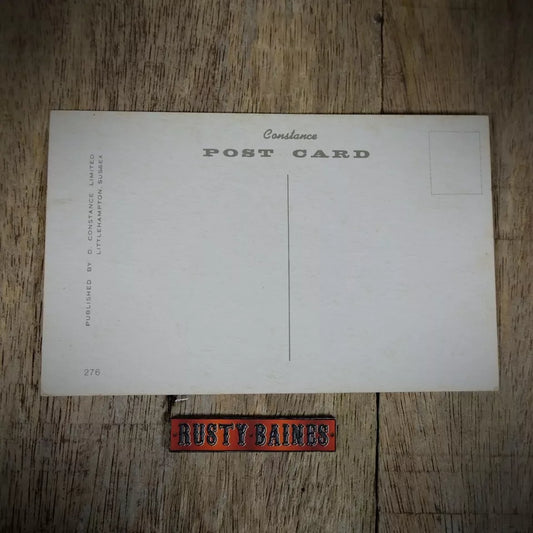 Constance
POST CARD
PUBLISHED BY D. CONSTANCE LIMITED
LITTLEHAMPTON, SUSSEX
276
RUSTY·BAINES